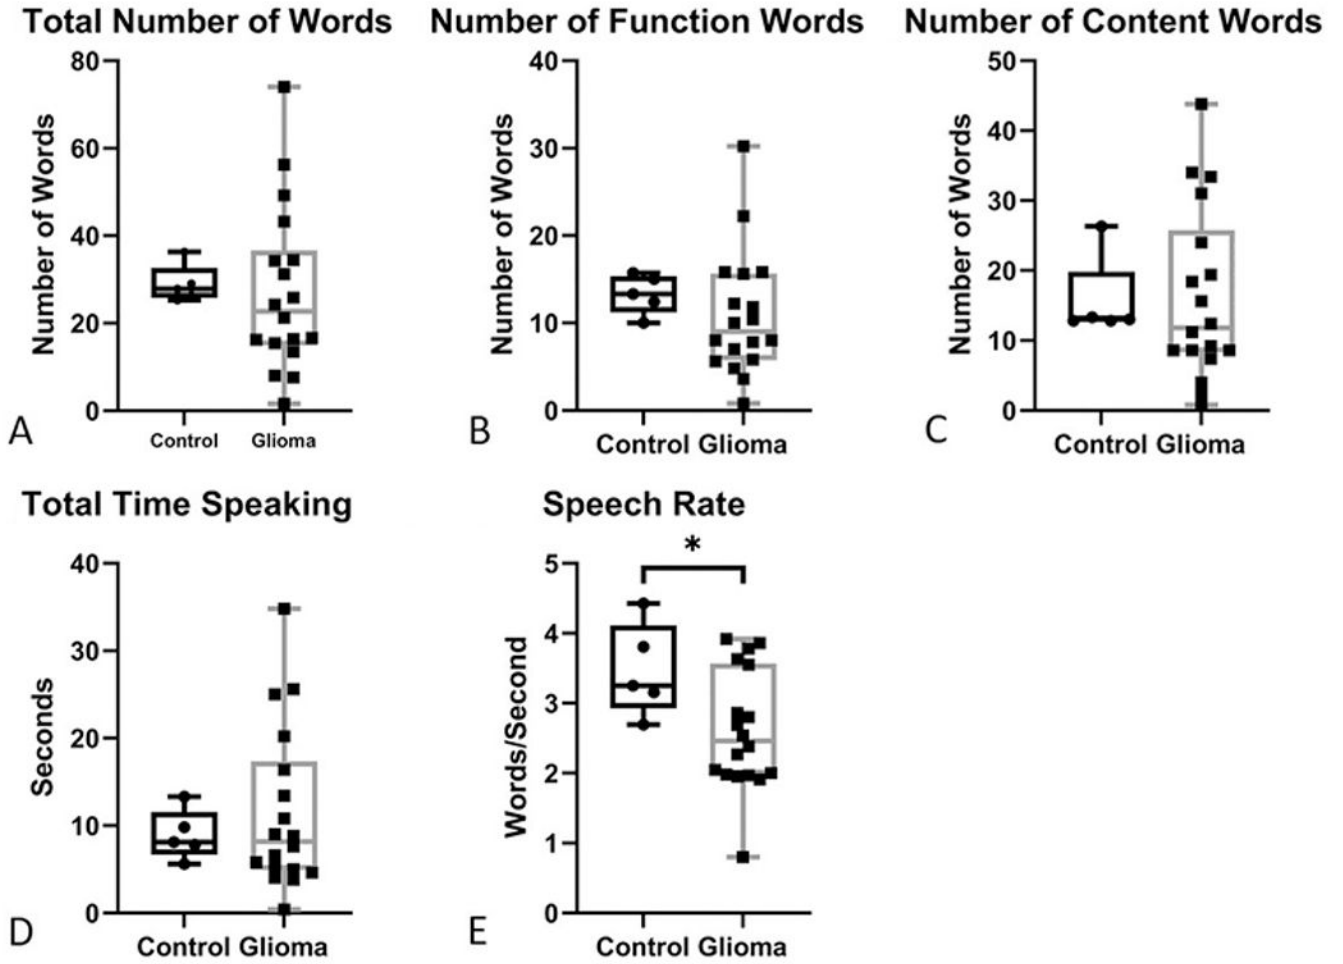 Total Number of Words
Number of Words
80
60
40
20
0
Control Glioma
A
Number of Function Words
Number of Words
40
30
20
10
0
Control Glioma
B
Number of Content Words
Number of Words
50
40
30
20
10
0
Control Glioma
C
Total Time Speaking
Seconds
40
30
20
10
0
Control Glioma
D
Speech Rate
*
Words/Second
5
4
3
2
1
0
Control Glioma
E